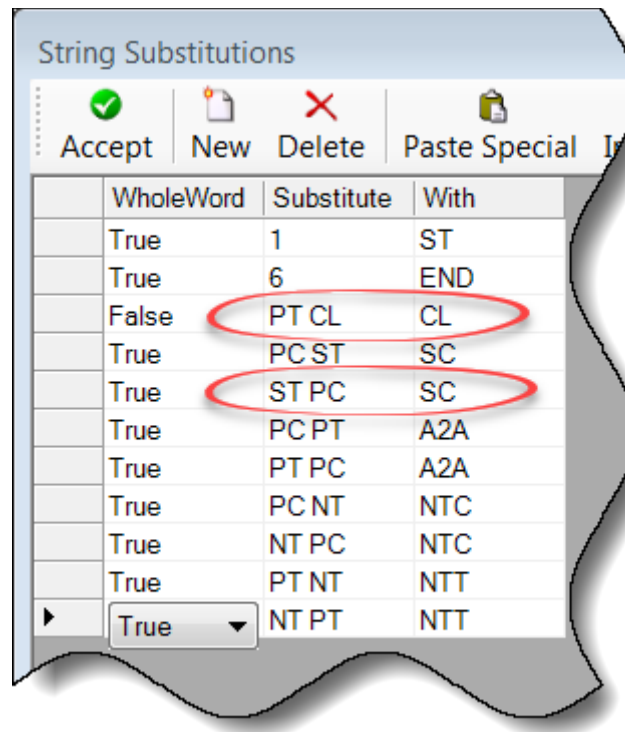 String Substitutions
Accept New Delete Paste Special
WholeWord Substitute With
True 1 ST
True 6 END
False PT CL CL
True PC ST SC
True ST PC SC
True PC PT A2A
True PT PC A2A
True PC NT NTC
True NT PC NTC
True PT NT NTT
True NT PT NTT